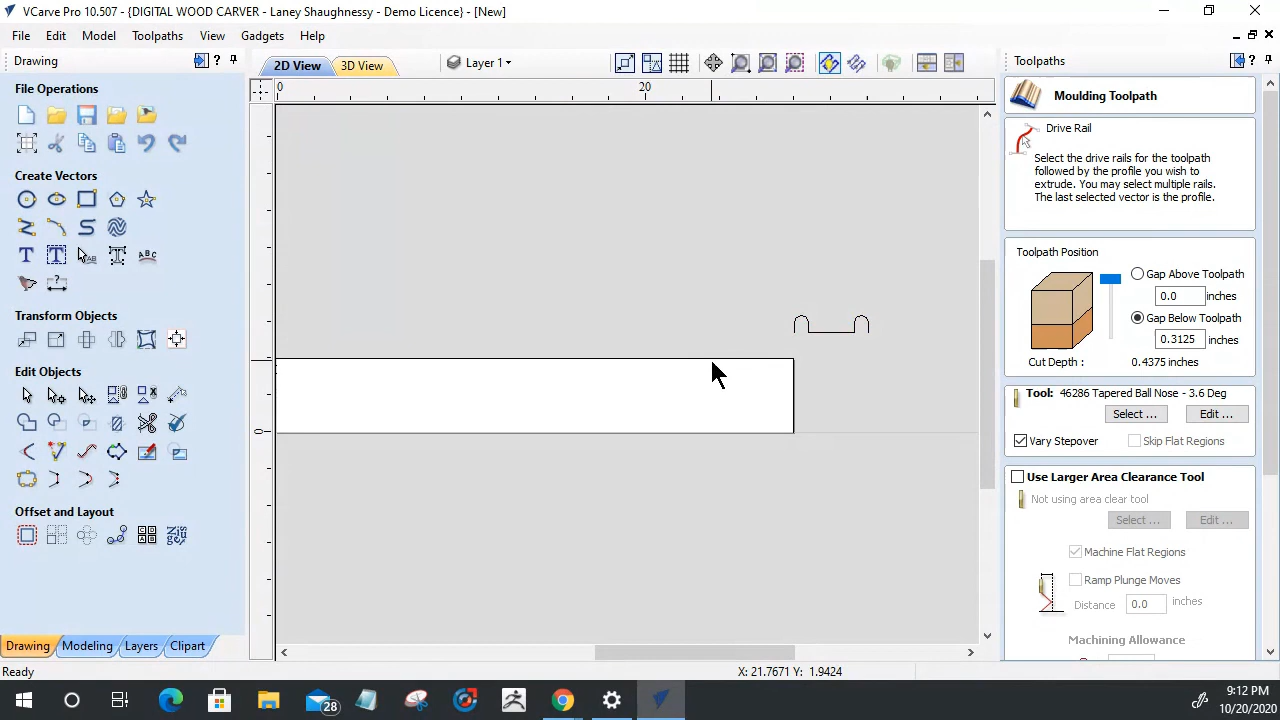 VCarve Pro 10.507 - {DIGITAL WOOD CARVER - Laney Shaughnessy - Demo Licence} - [New]
File Edit Model Toolpaths View Gadgets Help
Drawing
2D View
3D View
Layer 1
Toolpaths
File Operations
Create Vectors
Transform Objects
Edit Objects
Offset and Layout
0
20
0
Moulding Toolpath
Drive Rail
Select the drive rails for the toolpath
followed by the profile you wish to
extrude. You may select multiple rails.
The last selected vector is the profile.
Toolpath Position
Gap Above Toolpath
0.0 inches
Gap Below Toolpath
0.3125 inches
Cut Depth : 0.4375 inches
Tool: 46286 Tapered Ball Nose - 3.6 Deg
Select ... Edit ...
Vary Stepover Skip Flat Regions
Use Larger Area Clearance Tool
Not using area clear tool
Select ... Edit ...
Machine Flat Regions
Ramp Plunge Moves
Distance 0.0 inches
Machining Allowance
Drawing Modeling Layers Clipart
Ready
X: 21.7671 Y: 1.9424
28
9:12 PM
10/20/2020